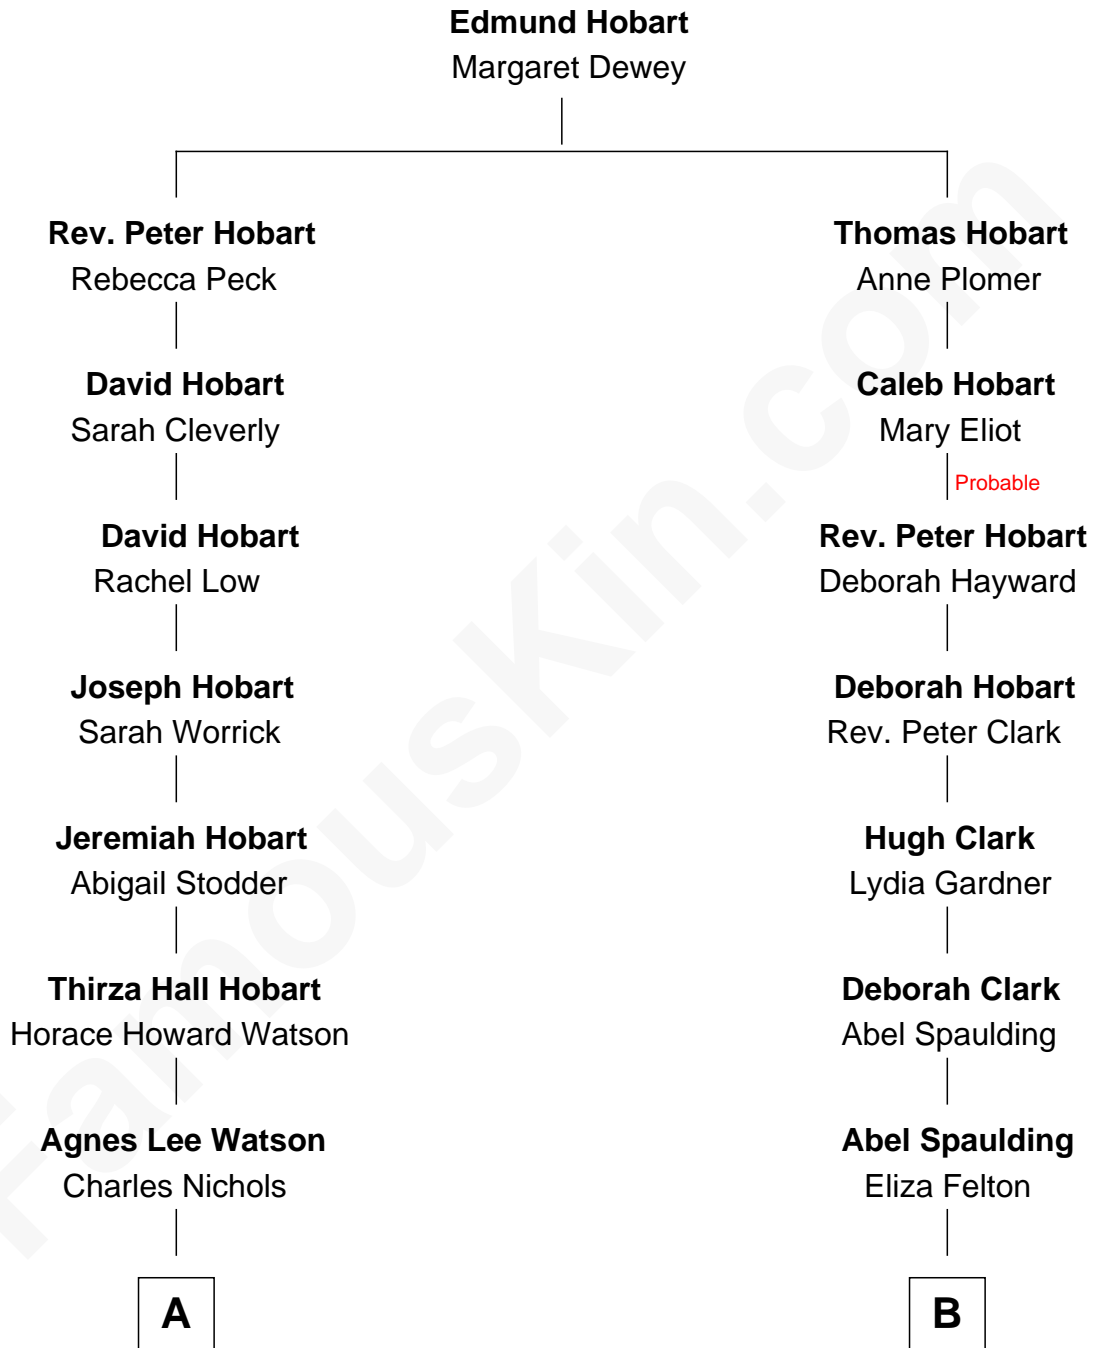 Edmund Hobart
Margaret Dewey
Rev. Peter Hobart
Rebecca Peck
Thomas Hobart
Anne Plomer
David Hobart
Sarah Cleverly
Caleb Hobart
Mary Eliot
Probable
David Hobart
Rachel Low
Rev. Peter Hobart
Deborah Hayward
Joseph Hobart
Sarah Worrick
Deborah Hobart
Rev. Peter Clark
Jeremiah Hobart
Abigail Stodder
Hugh Clark
Lydia Gardner
Thirza Hall Hobart
Horace Howard Watson
Deborah Clark
Abel Spaulding
Agnes Lee Watson
Charles Nichols
Abel Spaulding
Eliza Felton
A
B
FamousKin.com